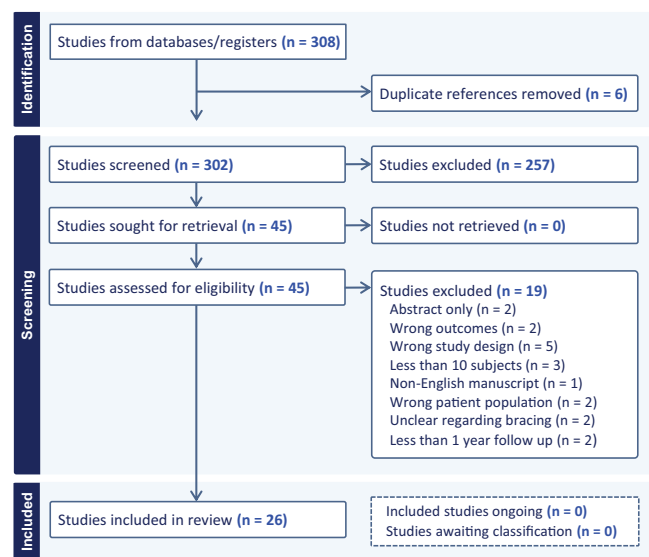 Identification
Studies from databases/registers (n = 308)
Duplicate references removed (n = 6)
Screening
Studies screened (n = 302)
Studies excluded (n = 257)
Studies sought for retrieval (n = 45)
Studies not retrieved (n = 0)
Studies assessed for eligibility (n = 45)
Studies excluded (n = 19)
Abstract only (n = 2)
Wrong outcomes (n = 2)
Wrong study design (n = 5)
Less than 10 subjects (n = 3)
Non-English manuscript (n = 1)
Wrong patient population (n = 2)
Unclear regarding bracing (n = 2)
Less than 1 year follow up (n = 2)
Included
Studies included in review (n = 26)
Included studies ongoing (n = 0)
Studies awaiting classification (n = 0)